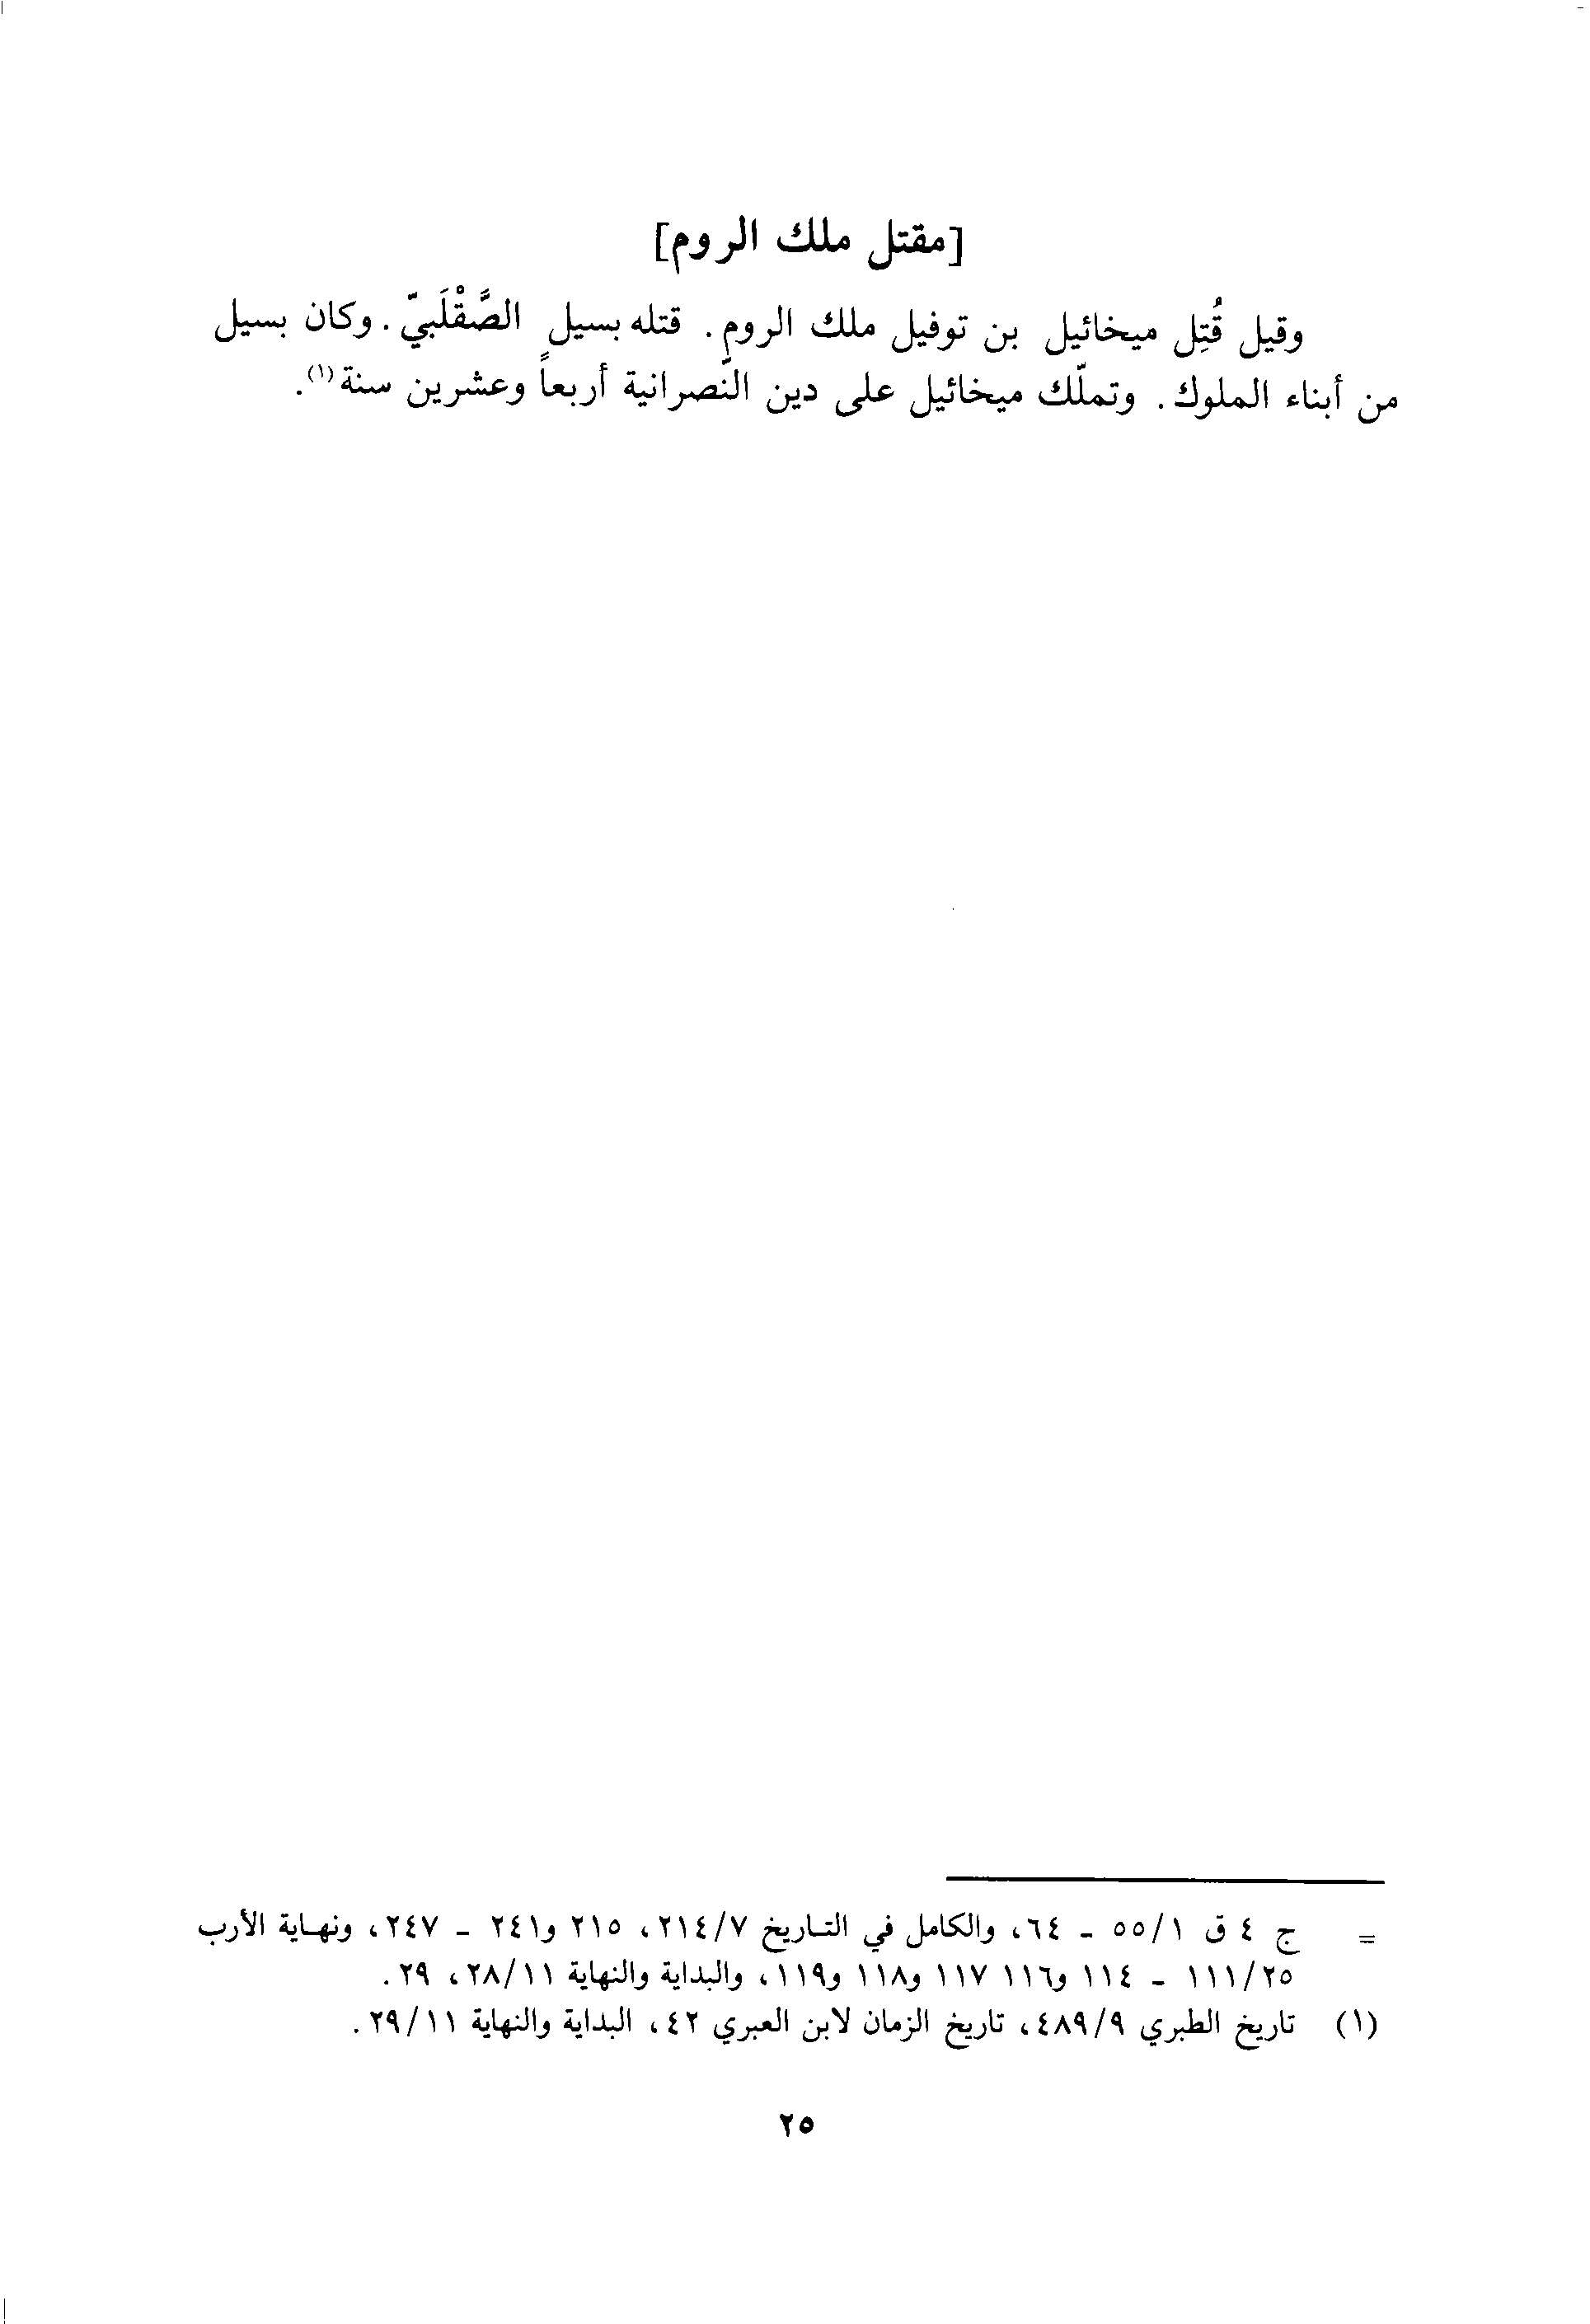 [مقتل ملك الروم]
وقيل قُتِل ميخائيل بن توفيل ملك الروم. قتله بسيل الصَّقْلَبيّ. وكان بسيل
من أبناء الملوك. وتملّك ميخائيل على دين النّصرانية أربعاً وعشرين سنة(١).
= ج ٤ ق ١/٥٥ - ٦٤، والكامل في التاريخ ٧/٢١٤، ٢١٥ و٢٤١ - ٢٤٧، ونهاية الأرب
٢٥/١١١ - ١١٤ و١١٦ ١١٧ و١١٨ و١١٩، والبداية والنهاية ١١/٢٨، ٢٩.
(١) تاريخ الطبري ٩/٤٨٩، تاريخ الزمان لابن العبري ٤٢، البداية والنهاية ١١/٢٩.
٢٥